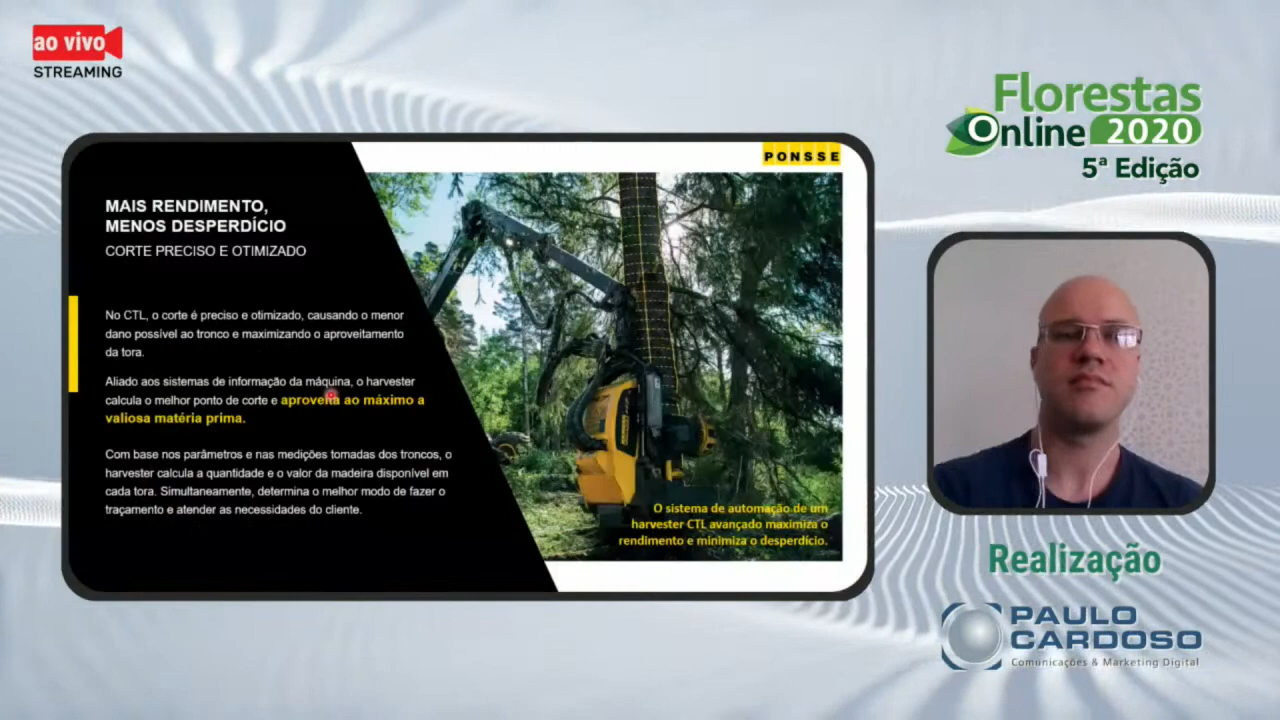 ao vivo
STREAMING
Florestas
Online 2020
5ª Edição
PONSSE
MAIS RENDIMENTO,
MENOS DESPERDÍCIO
CORTE PRECISO E OTIMIZADO
No CTL, o corte é preciso e otimizado, causando o menor
dano possível ao tronco e maximizando o aproveitamento
da tora.
Aliado aos sistemas de informação da máquina, o harvester
calcula o melhor ponto de corte e aproveita ao máximo a
valiosa matéria prima.
Com base nos parâmetros e nas medições tomadas dos troncos, o
harvester calcula a quantidade e o valor da madeira disponível em
cada tora. Simultaneamente, determina o melhor modo de fazer o
traçamento e atender as necessidades do cliente.
O sistema de automação de um
harvester CTL avançado maximiza o
rendimento e minimiza o desperdício.
Realização
PAULO
CARDOSO
Comunicações & Marketing Digital